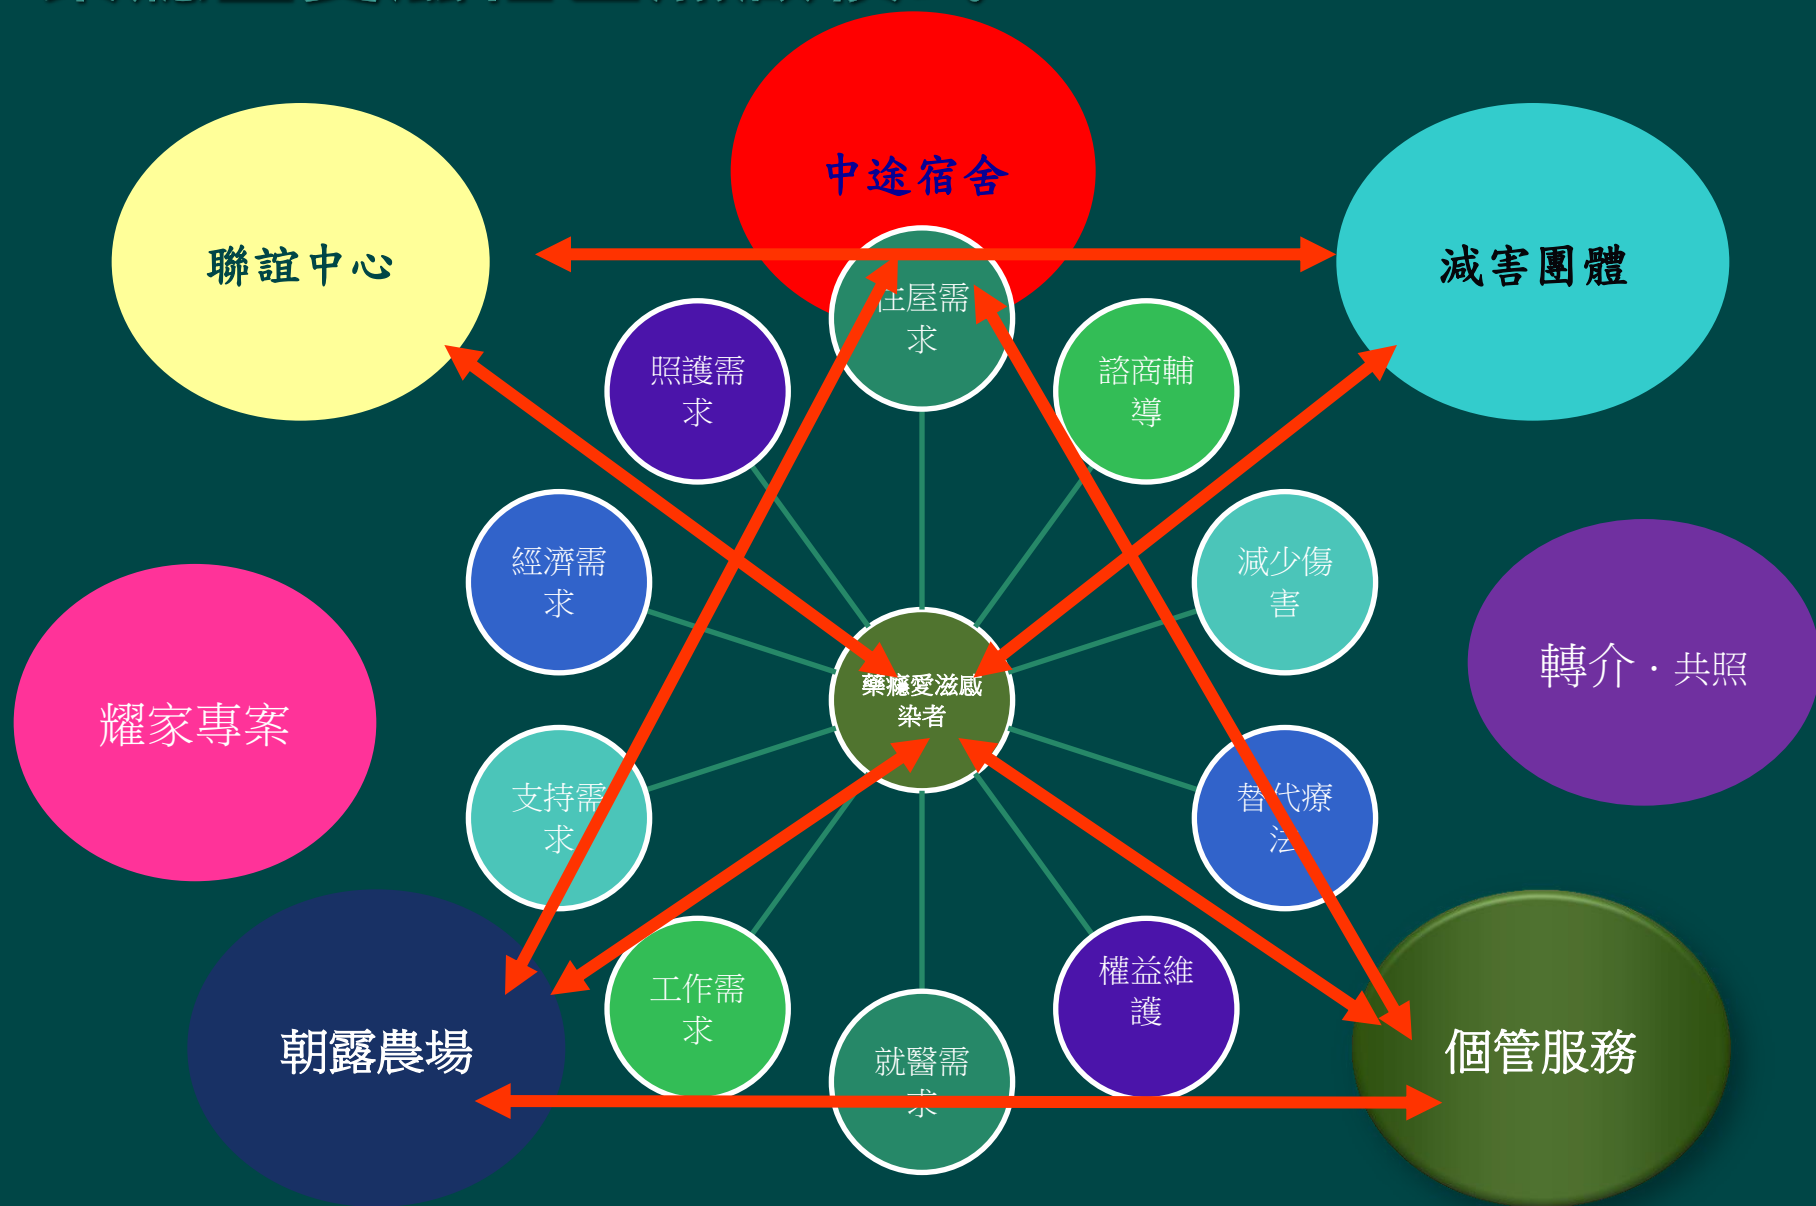 中途宿舍
聯誼中心
減害團體
住屋需
求
照護需
求
諮商輔
導
經濟需
求
減少傷
害
轉介‧共照
藥癮愛滋感
染者
耀家專案
支持需
求
替代療
法
權益維
護
工作需
求
朝露農場
個管服務
就醫需
求